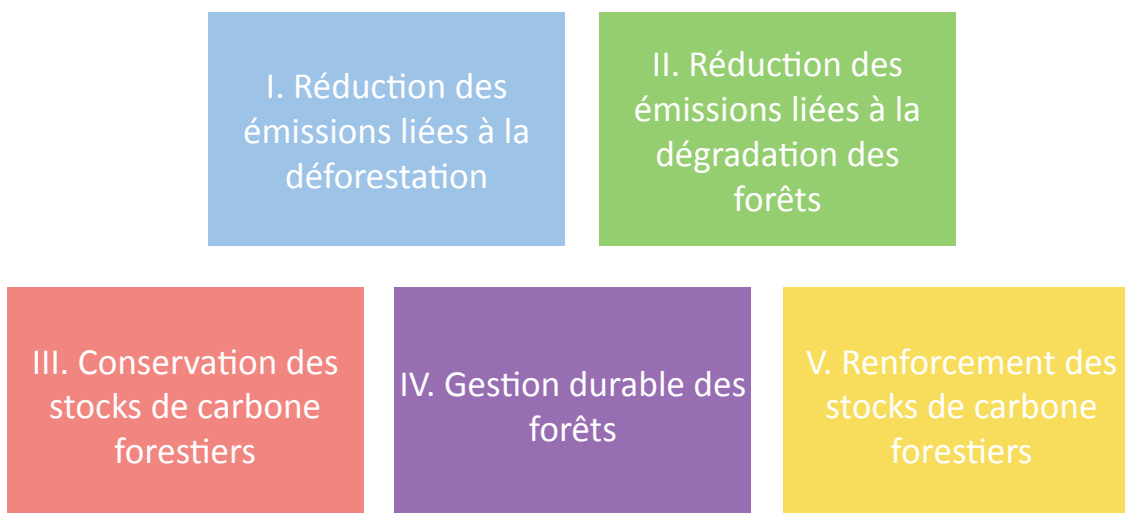 I. Réduction des
émissions liées à la
déforestation
II. Réduction des
émissions liées à la
dégradation des
forêts
III. Conservation des
stocks de carbone
forestiers
IV. Gestion durable des
forêts
V. Renforcement des
stocks de carbone
forestiers